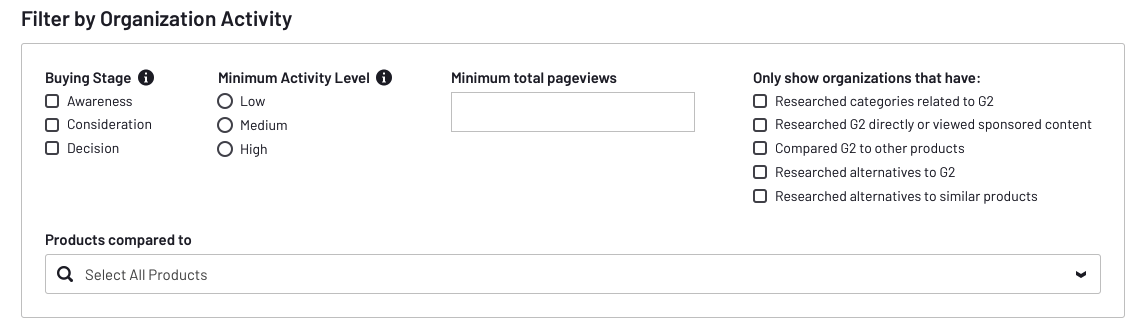 Filter by Organization Activity
Buying Stage
Awareness
Consideration
Decision
Minimum Activity Level
Low
Medium
High
Minimum total pageviews
Only show organizations that have:
Researched categories related to G2
Researched G2 directly or viewed sponsored content
Compared G2 to other products
Researched alternatives to G2
Researched alternatives to similar products
Products compared to
Select All Products